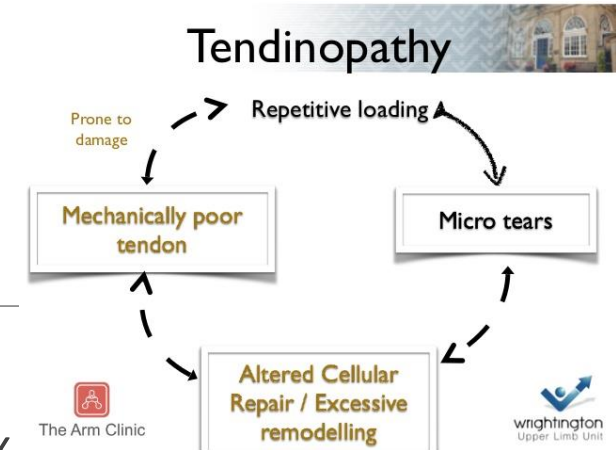 Tendinopathy
Prone to
damage
Repetitive loading
Mechanically poor
tendon
Micro tears
Altered Cellular
Repair / Excessive
remodelling
The Arm Clinic
wrightington
Upper Limb Unit